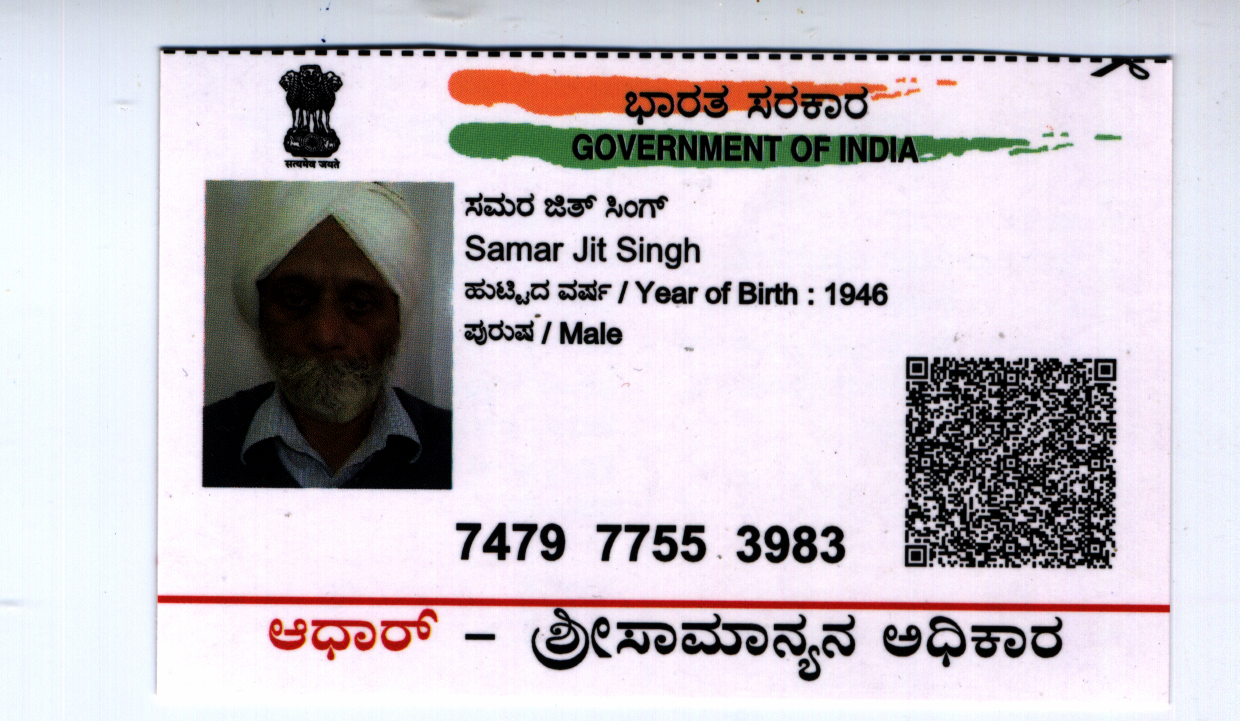 ಭಾರತ ಸರಕಾರ
GOVERNMENT OF INDIA
सत्यमेव जयते
ಸಮರ ಜಿತ್ ಸಿಂಗ್
Samar Jit Singh
ಹುಟ್ಟಿದ ವರ್ಷ / Year of Birth : 1946
ಪುರುಷ / Male
7479 7755 3983
ಆಧಾರ್ – ಶ್ರೀಸಾಮಾನ್ಯನ ಅಧಿಕಾರ